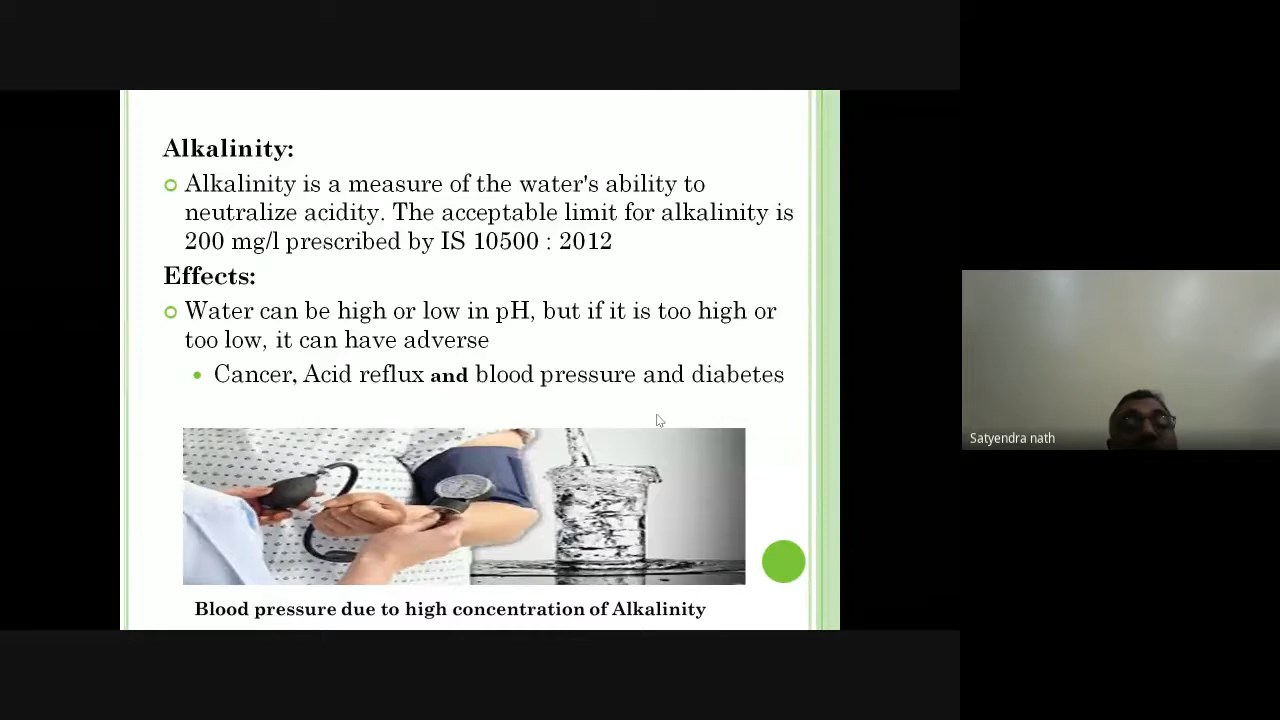 Alkalinity:
Alkalinity is a measure of the water's ability to
neutralize acidity. The acceptable limit for alkalinity is
200 mg/l prescribed by IS 10500 : 2012
Effects:
Water can be high or low in pH, but if it is too high or
too low, it can have adverse
Cancer, Acid reflux and blood pressure and diabetes
Blood pressure due to high concentration of Alkalinity
Satyendra nath